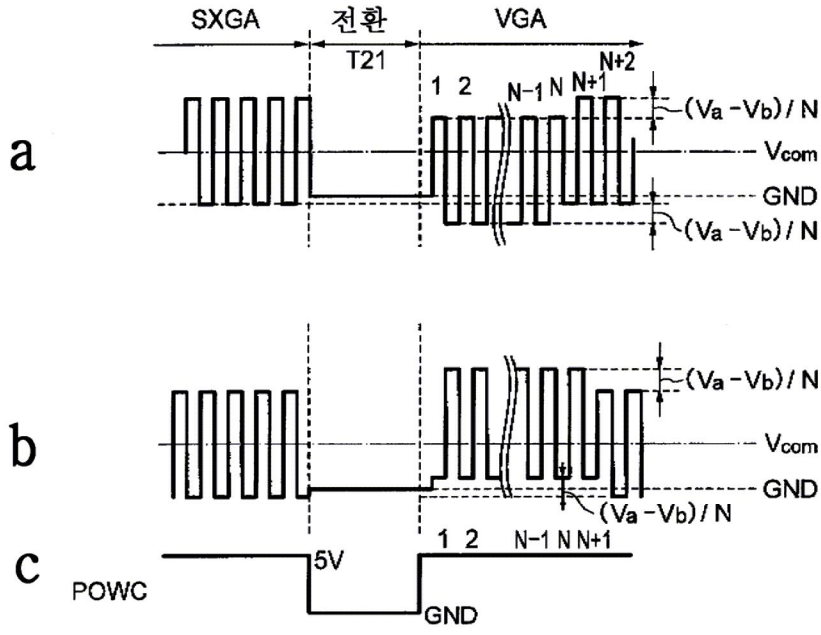 SXGA 전환 VGA
T21
1 2 N-1 N N+1 N+2
(Va-Vb)/N
a
Vcom
GND
(Va-Vb)/N
(Va-Vb)/N
b
Vcom
GND
(Va-Vb)/N
1 2 N-1 N N+1
c
5V
POWC
GND